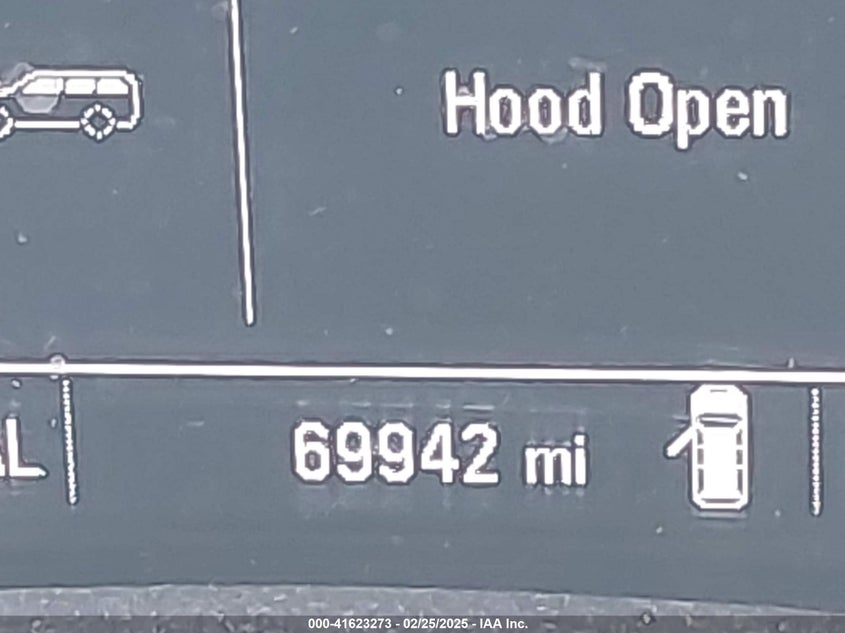 Hood Open
69942 mi
000-41623273 - 02/25/2025 - IAA Inc.